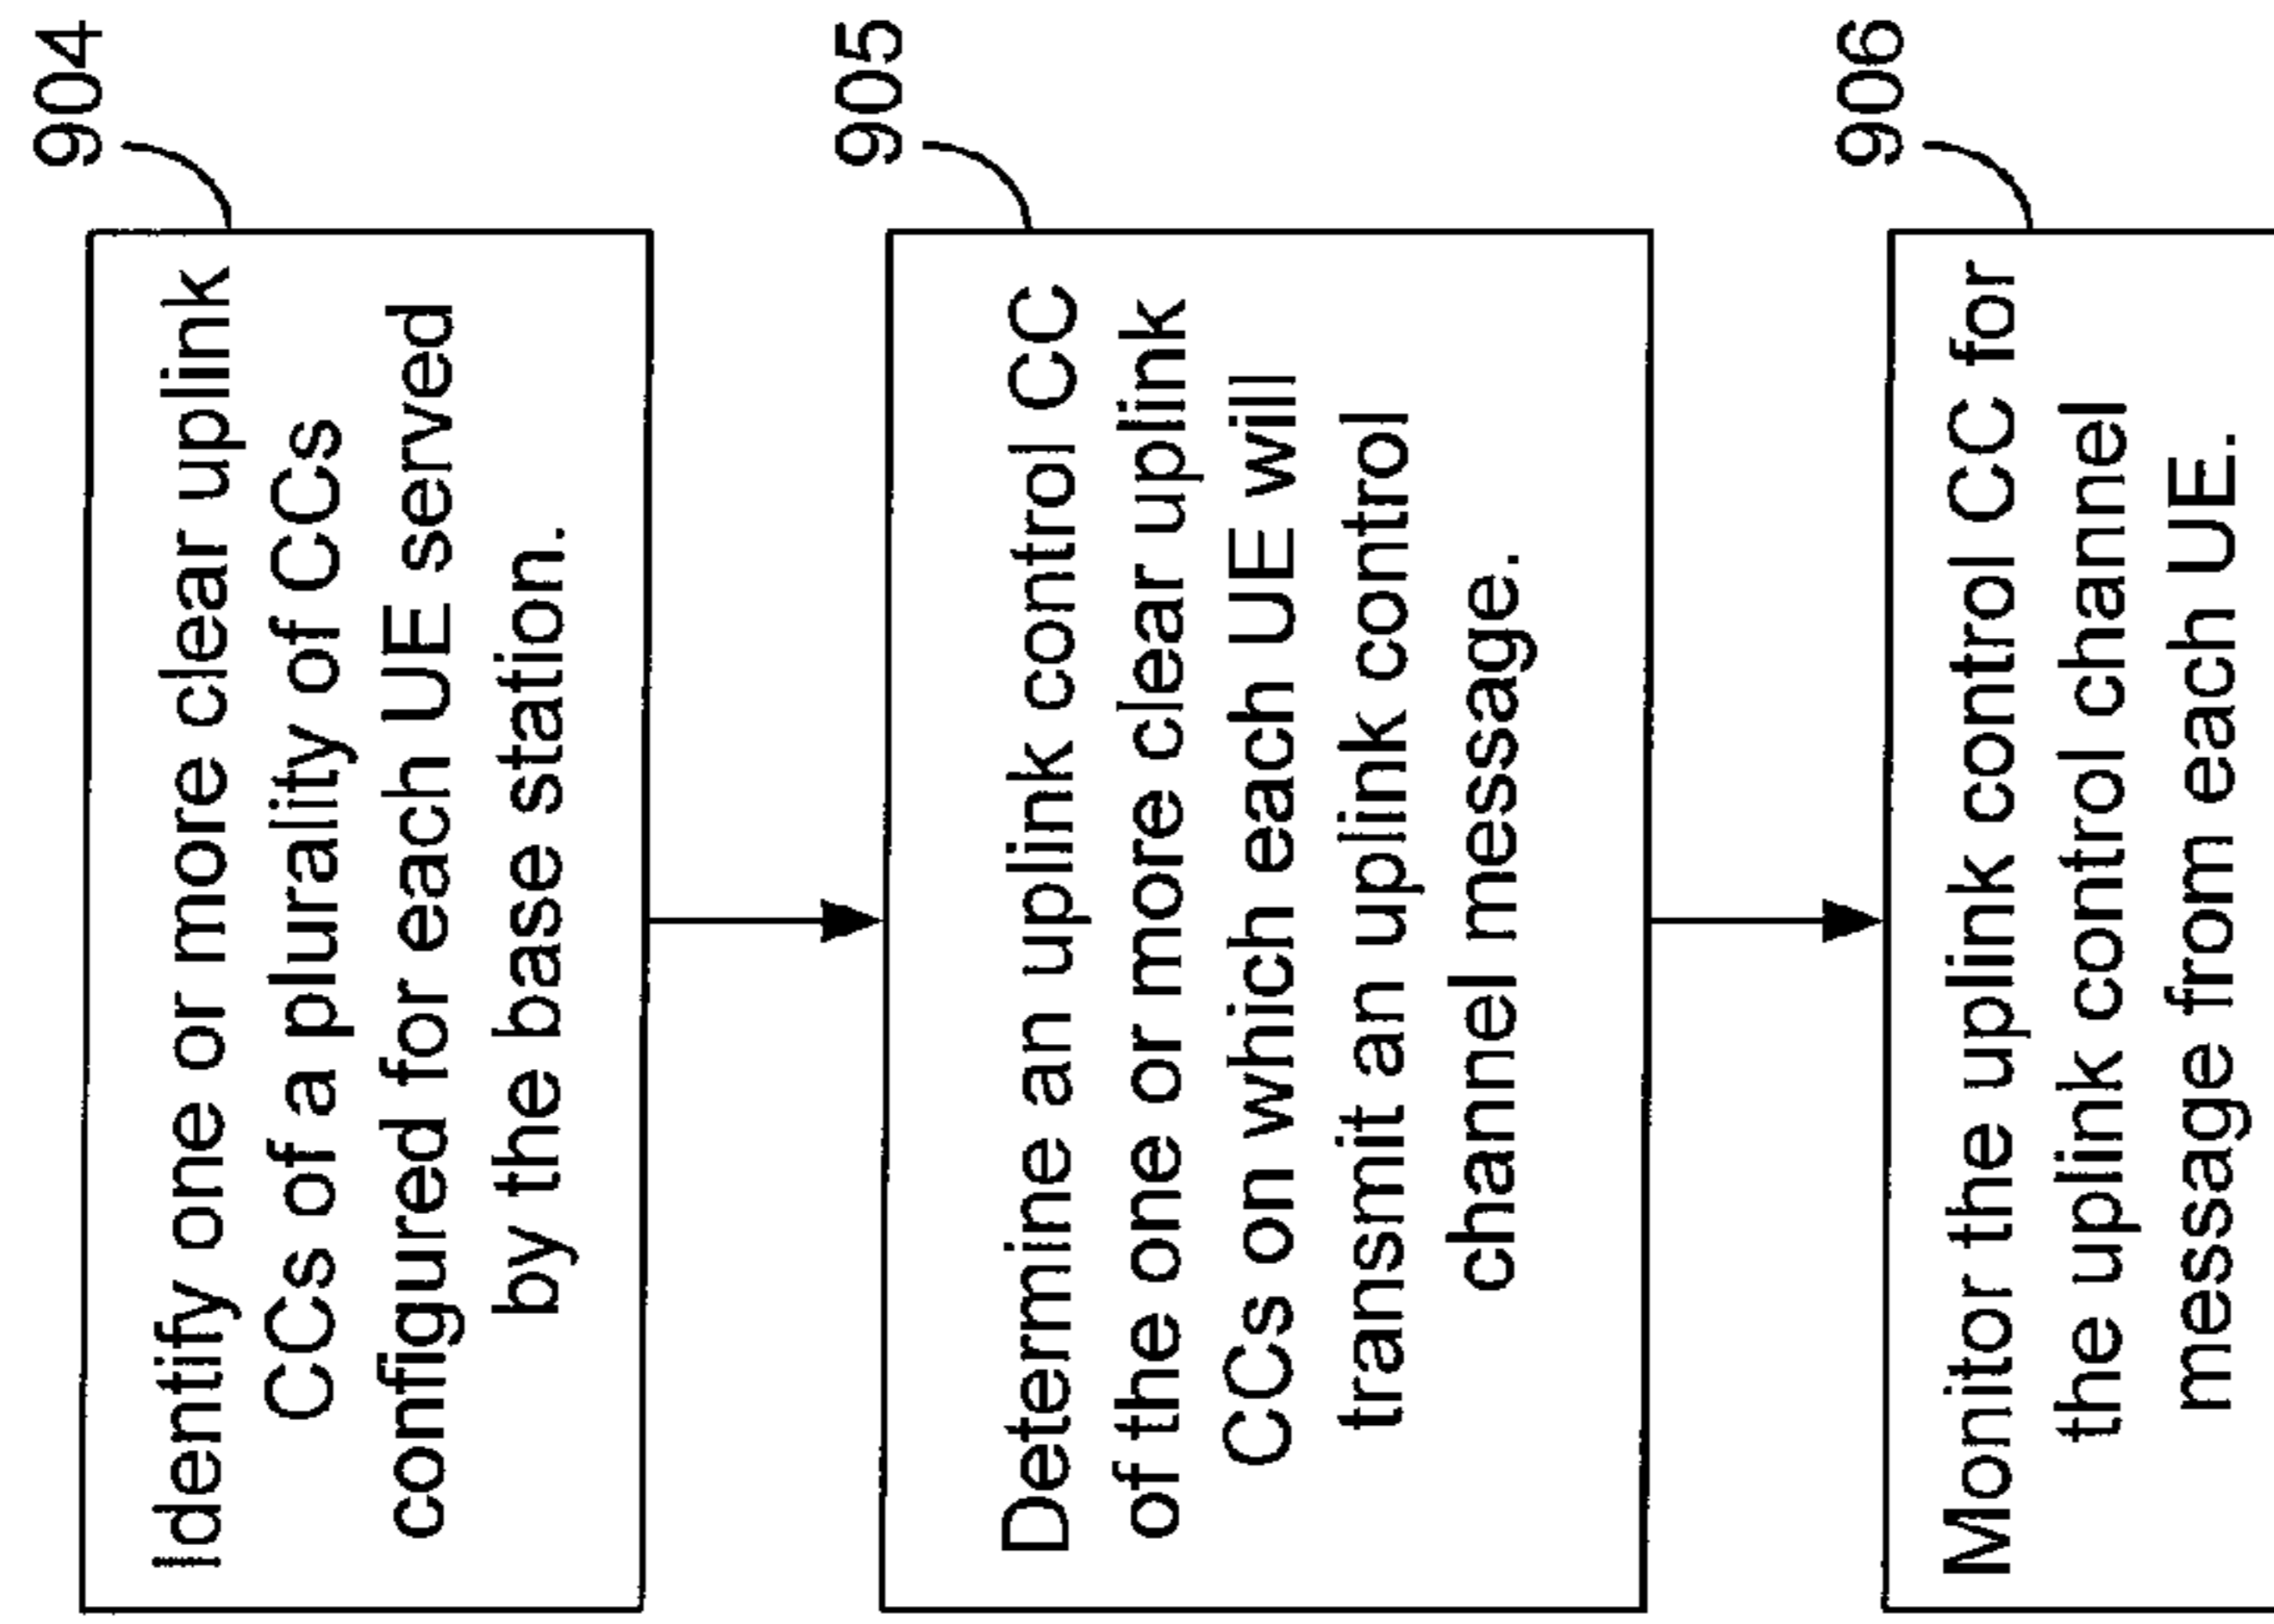 904
Identify one or more clear uplink
CCs of a plurality of CCs
configured for each UE served
by the base station.
905
Determine an uplink control CC
of the one or more clear uplink
CCs on which each UE will
transmit an uplink control
channel message.
906
Monitor the uplink control CC for
the uplink control channel
message from each UE.